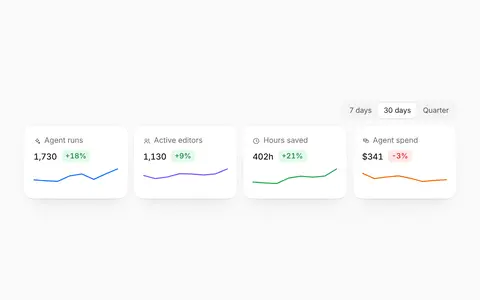 7 days 30 days Quarter
Agent runs
1,730 +18%
Active editors
1,130 +9%
Hours saved
402h +21%
Agent spend
$341 -3%